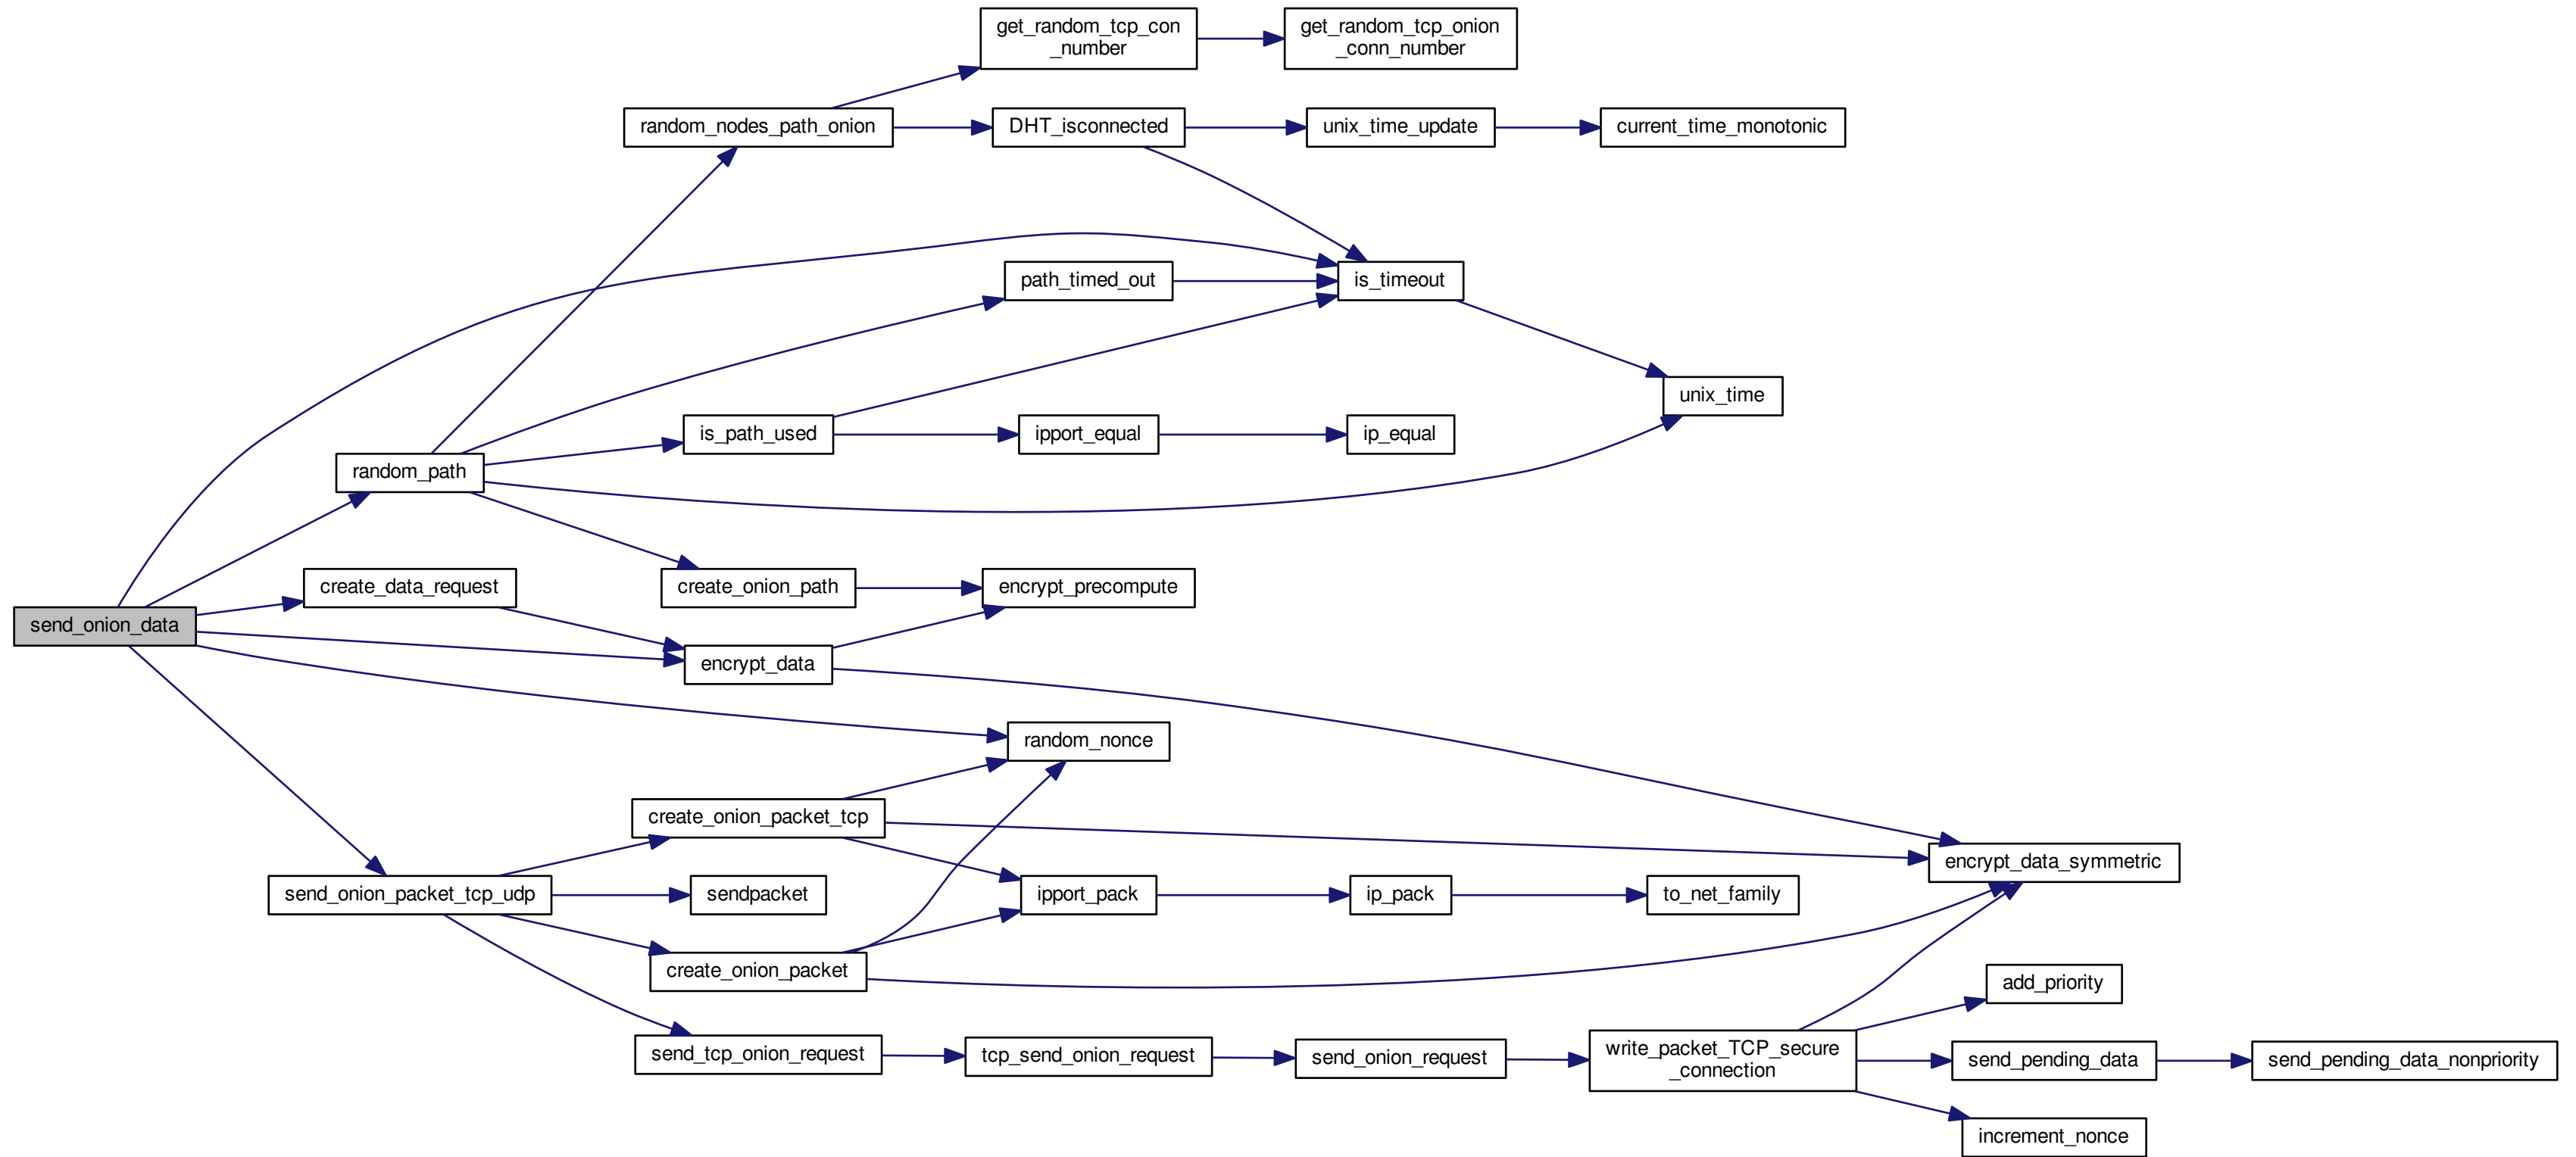 get_random_tcp_con
_number
get_random_tcp_onion
_conn_number
random_nodes_path_onion
DHT_isconnected
unix_time_update
current_time_monotonic
path_timed_out
is_timeout
unix_time
is_path_used
ipport_equal
ip_equal
random_path
create_data_request
create_onion_path
encrypt_precompute
send_onion_data
encrypt_data
random_nonce
create_onion_packet_tcp
encrypt_data_symmetric
send_onion_packet_tcp_udp
sendpacket
ipport_pack
ip_pack
to_net_family
create_onion_packet
add_priority
send_tcp_onion_request
tcp_send_onion_request
send_onion_request
write_packet_TCP_secure
_connection
send_pending_data
send_pending_data_nonpriority
increment_nonce